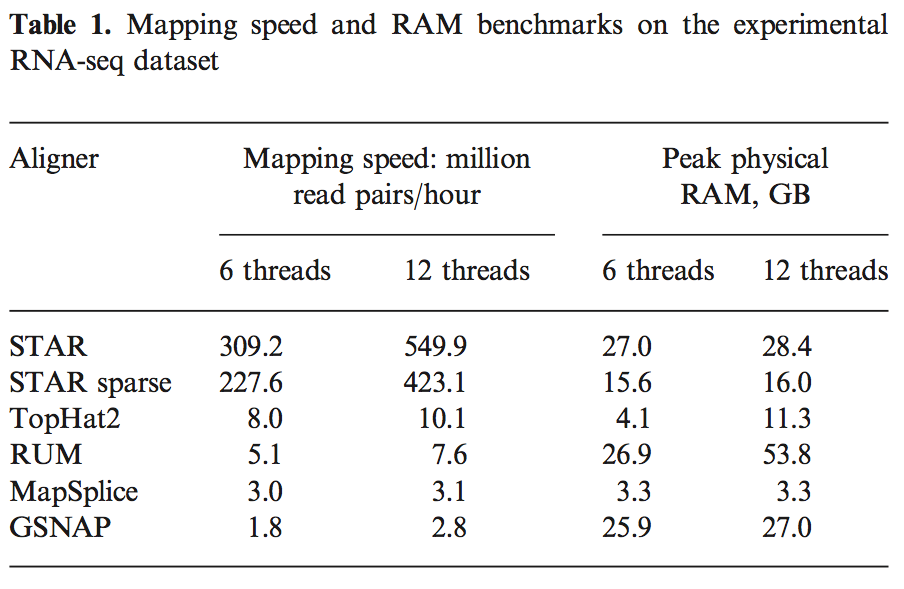 Table 1. Mapping speed and RAM benchmarks on the experimental
RNA-seq dataset
Aligner Mapping speed: million read pairs/hour Peak physical RAM, GB
6 threads 12 threads 6 threads 12 threads
STAR 309.2 549.9 27.0 28.4
STAR sparse 227.6 423.1 15.6 16.0
TopHat2 8.0 10.1 4.1 11.3
RUM 5.1 7.6 26.9 53.8
MapSplice 3.0 3.1 3.3 3.3
GSNAP 1.8 2.8 25.9 27.0